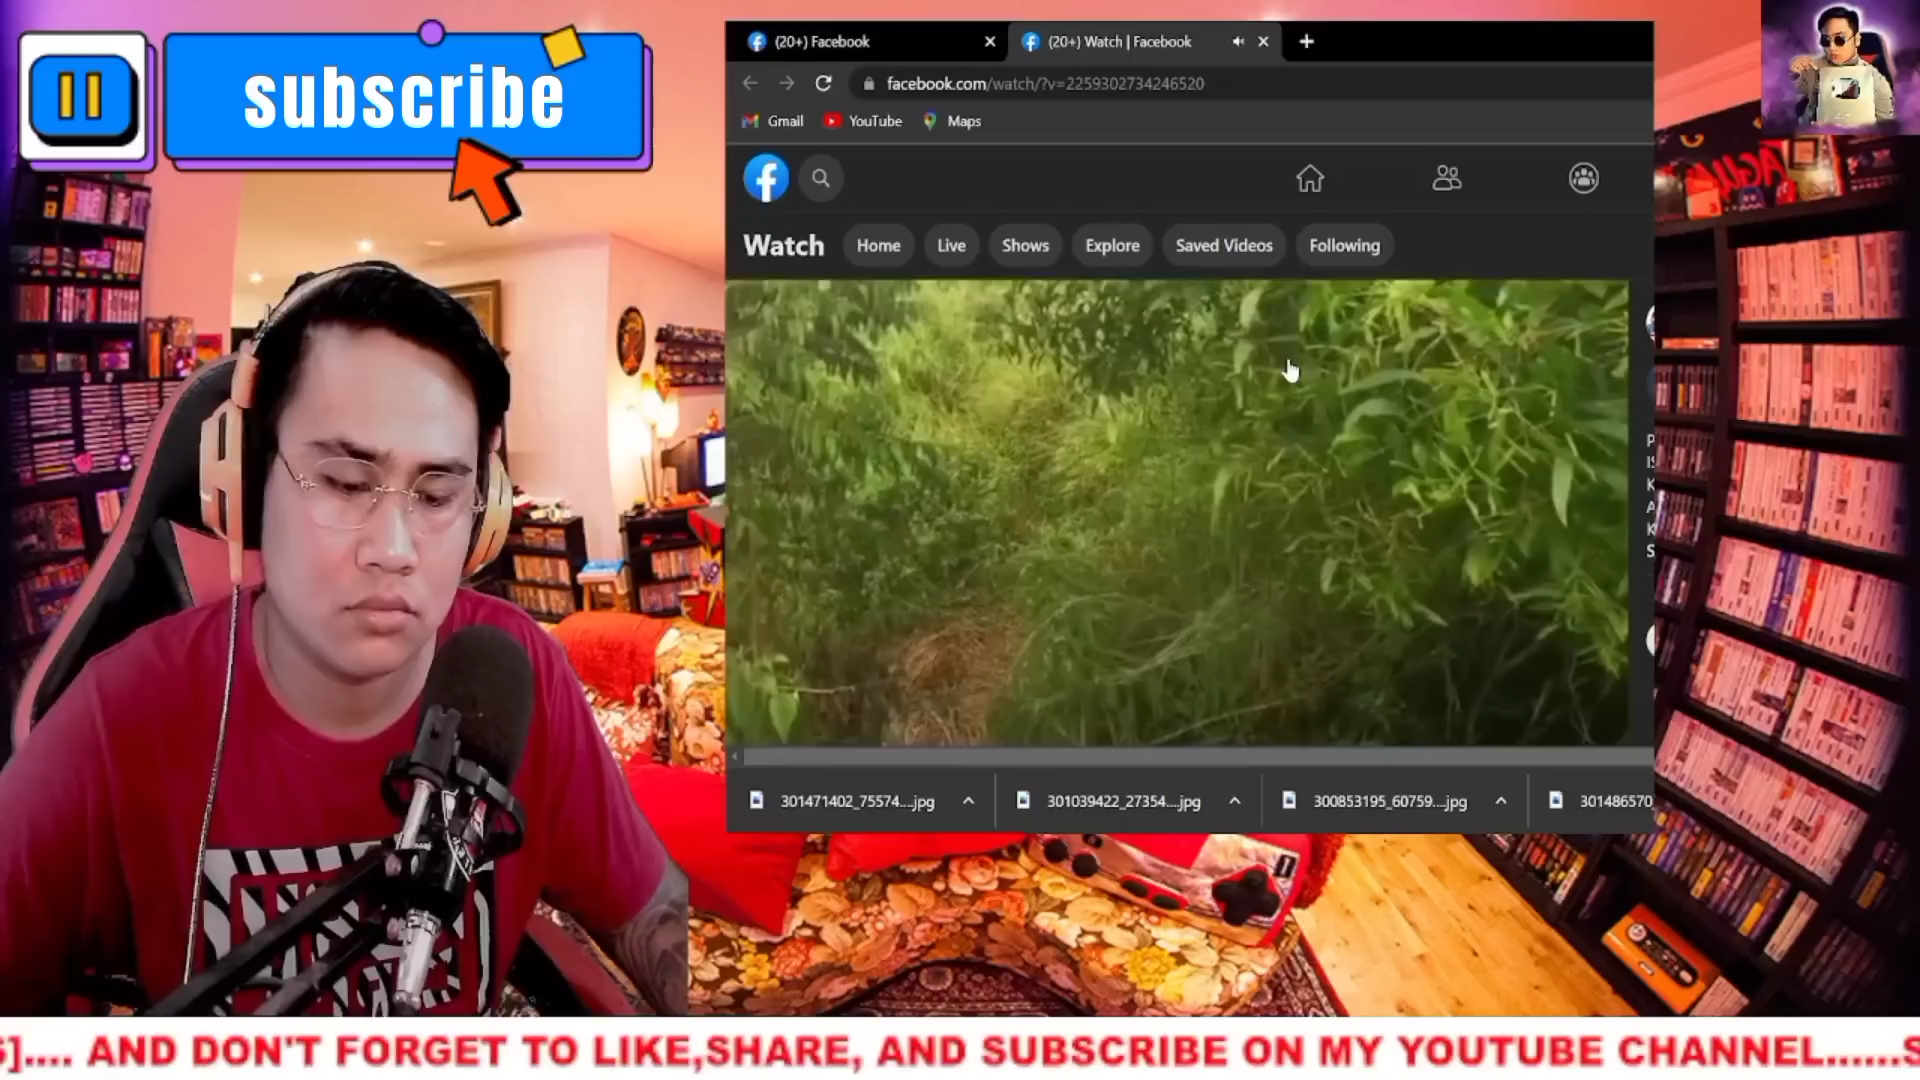 subscribe
(20+) Facebook
(20+) Watch | Facebook
facebook.com/watch/?v=2259302734246520
Gmail
YouTube
Maps
Watch
Home
Live
Shows
Explore
Saved Videos
Following
P
K
A
K
S
301471402_75574....jpg
301039422_27354....jpg
300853195_60759....jpg
301486570
].... AND DON'T FORGET TO LIKE,SHARE, AND SUBSCRIBE ON MY YOUTUBE CHANNEL......S